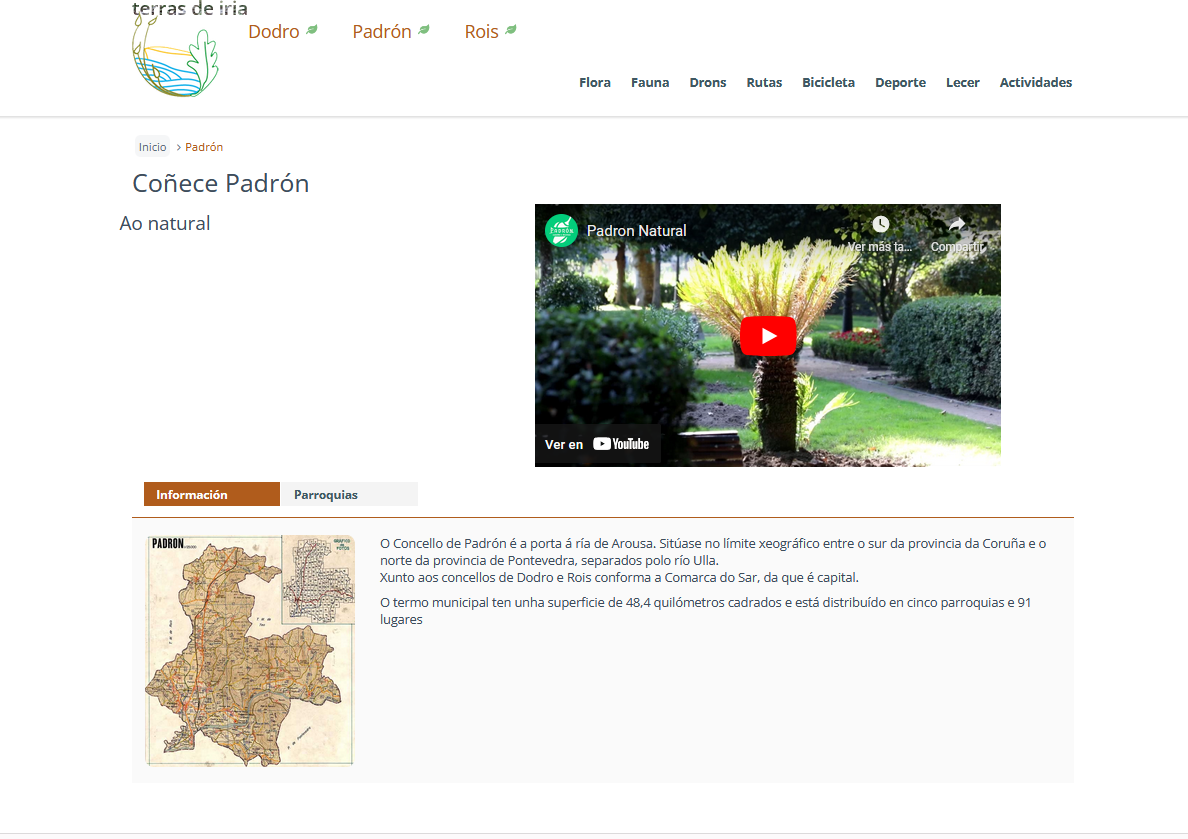 terras de iria
Dodro
Padrón
Rois
Flora Fauna Drons Rutas Bicicleta Deporte Lecer Actividades
Inicio > Padrón
Coñece Padrón
Ao natural
Padron Natural
Ver más ta...
Compartir
PADRÓN
Ver en YouTube
Información
Parroquias
PADRON
O Concello de Padrón é a porta á ría de Arousa. Sitúase no límite xeográfico entre o sur da provincia da Coruña e o
norte da provincia de Pontevedra, separados polo río Ulla.
Xunto aos concellos de Dodro e Rois conforma a Comarca do Sar, da que é capital.
O termo municipal ten unha superficie de 48,4 quilómetros cadrados e está distribuído en cinco parroquias e 91
lugares